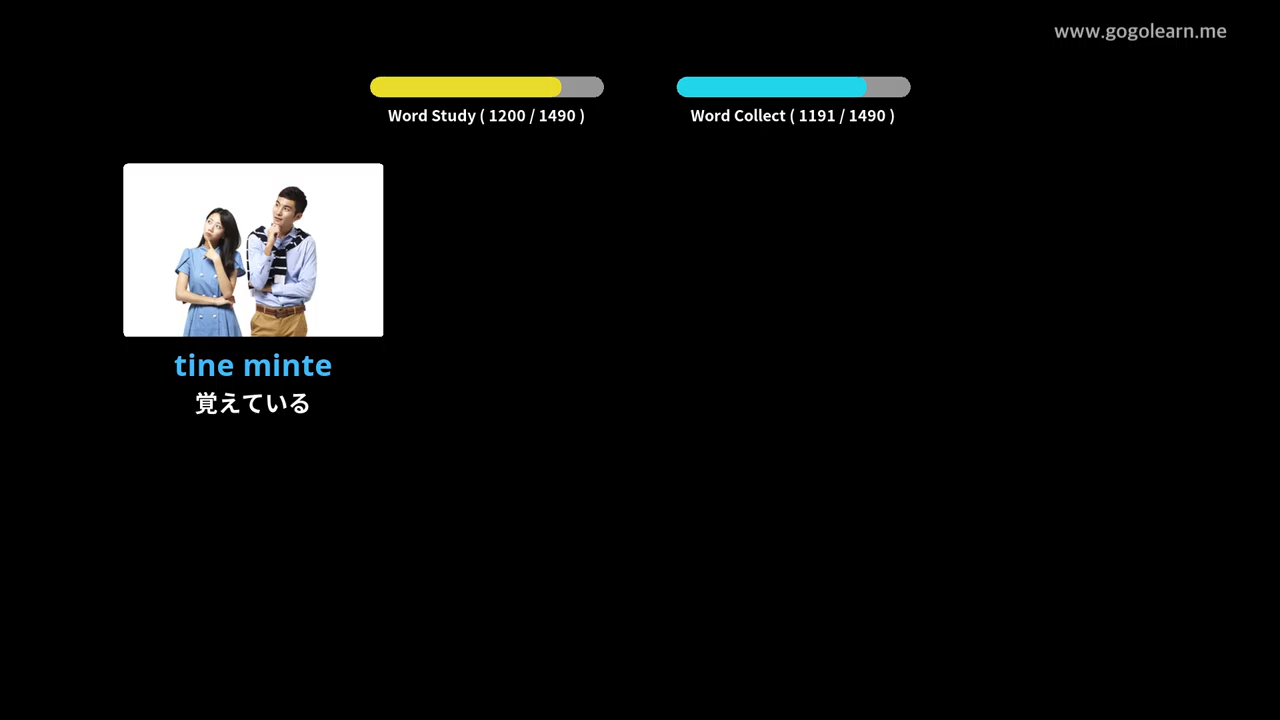 www.gogolearn.me
Word Study ( 1200 / 1490 )
Word Collect ( 1191 / 1490 )
tine minte
覚えている